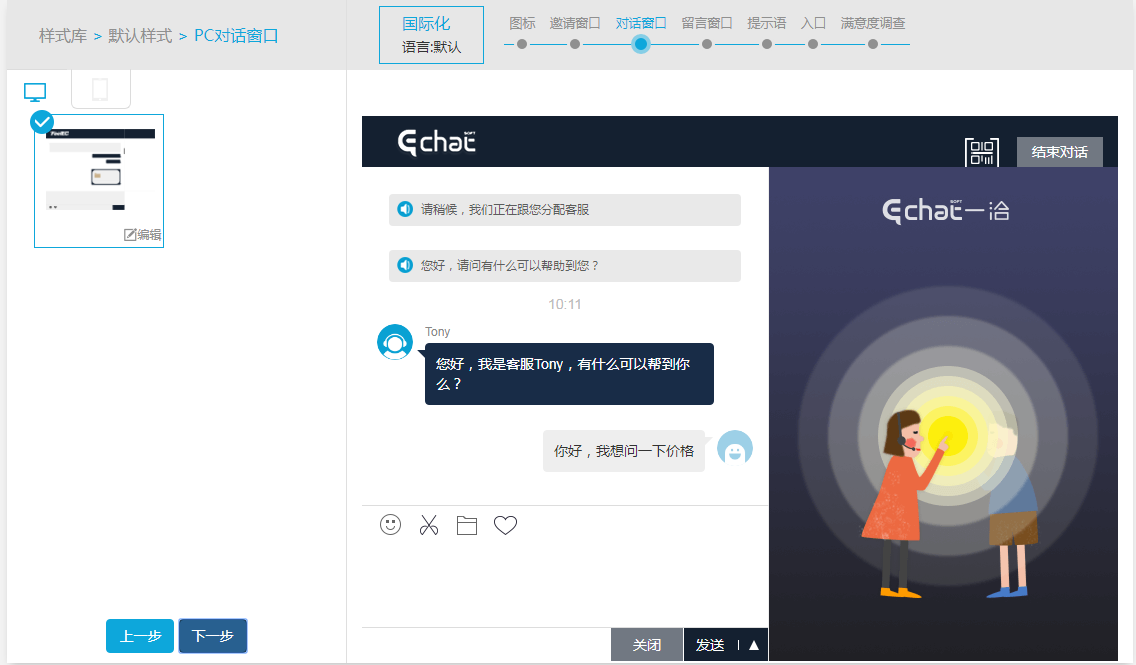 样式库 > 默认样式 > PC对话窗口
国际化
语言:默认
图标 邀请窗口 对话窗口 留言窗口 提示语 入口 满意度调查
编辑
上一步 下一步
Echat SOFT
结束对话
请稍候，我们正在跟您分配客服
您好，请问有什么可以帮助到您？
10:11
Tony
您好，我是客服Tony，有什么可以帮到你
么？
你好，我想问一下价格
关闭 发送
Echat SOFT 一洽